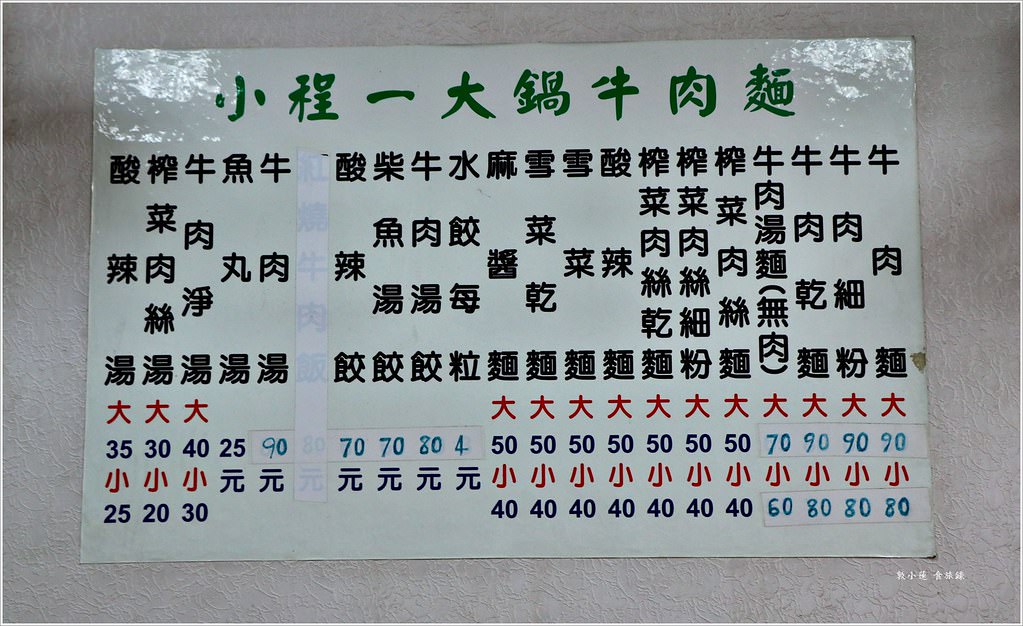 小程一大鍋牛肉麵
牛肉麵 大 90 小 80
牛肉細粉 大 90 小 80
牛肉乾麵 大 90 小 80
牛肉湯麵(無肉) 大 70 小 60
榨菜肉絲麵 大 50 小 40
榨菜肉絲細粉 大 50 小 40
榨菜肉絲乾麵 大 50 小 40
酸辣麵 大 50 小 40
雪菜麵 大 50 小 40
雪菜乾麵 大 50 小 40
麻醬麵 大 50 小 40
水餃每粒 4 元
牛肉湯餃 80 元
柴魚湯餃 70 元
酸辣餃 70 元
紅燒牛肉飯 80 元
牛肉湯 90 元
魚丸湯 25 元
牛肉淨湯 大 40 小 30
榨菜肉絲湯 大 30 小 20
酸辣湯 大 35 小 25